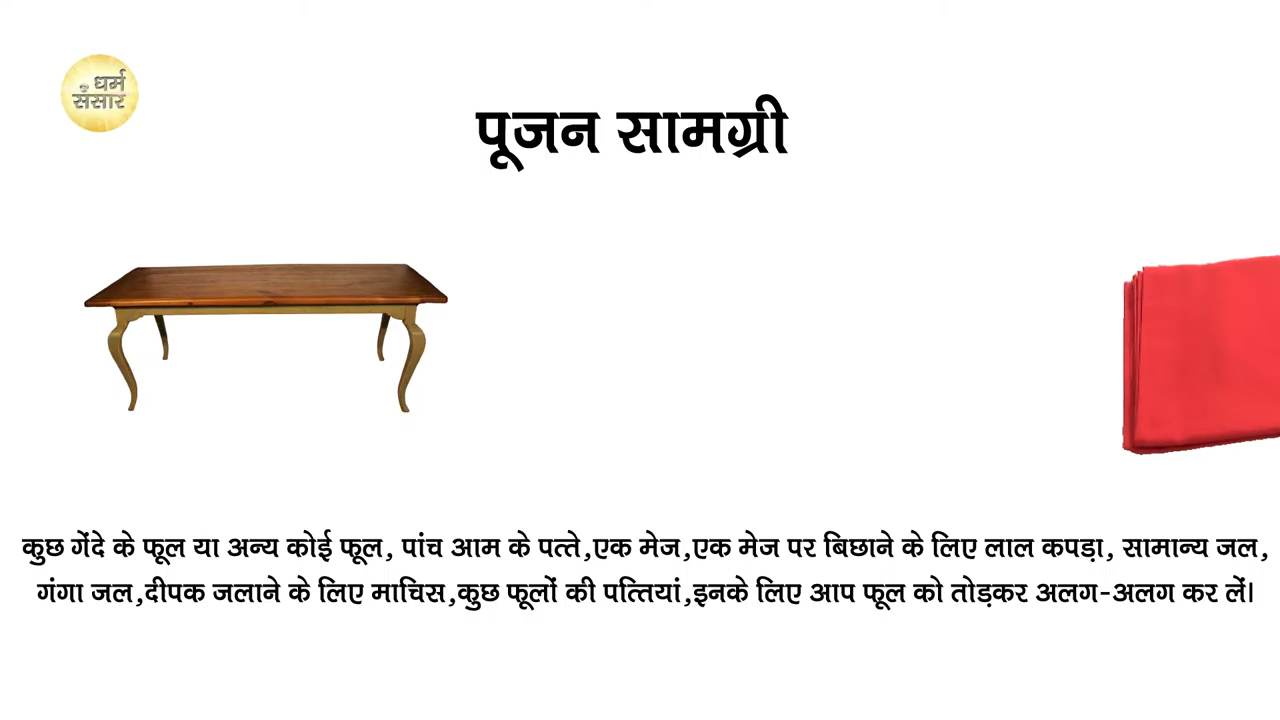 धर्म
संसार
पूजन सामग्री
कुछ गेंदे के फूल या अन्य कोई फूल, पांच आम के पत्ते,एक मेज,एक मेज पर बिछाने के लिए लाल कपड़ा, सामान्य जल,
गंगा जल,दीपक जलाने के लिए माचिस,कुछ फूलों की पत्तियां,इनके लिए आप फूल को तोड़कर अलग-अलग कर लें।